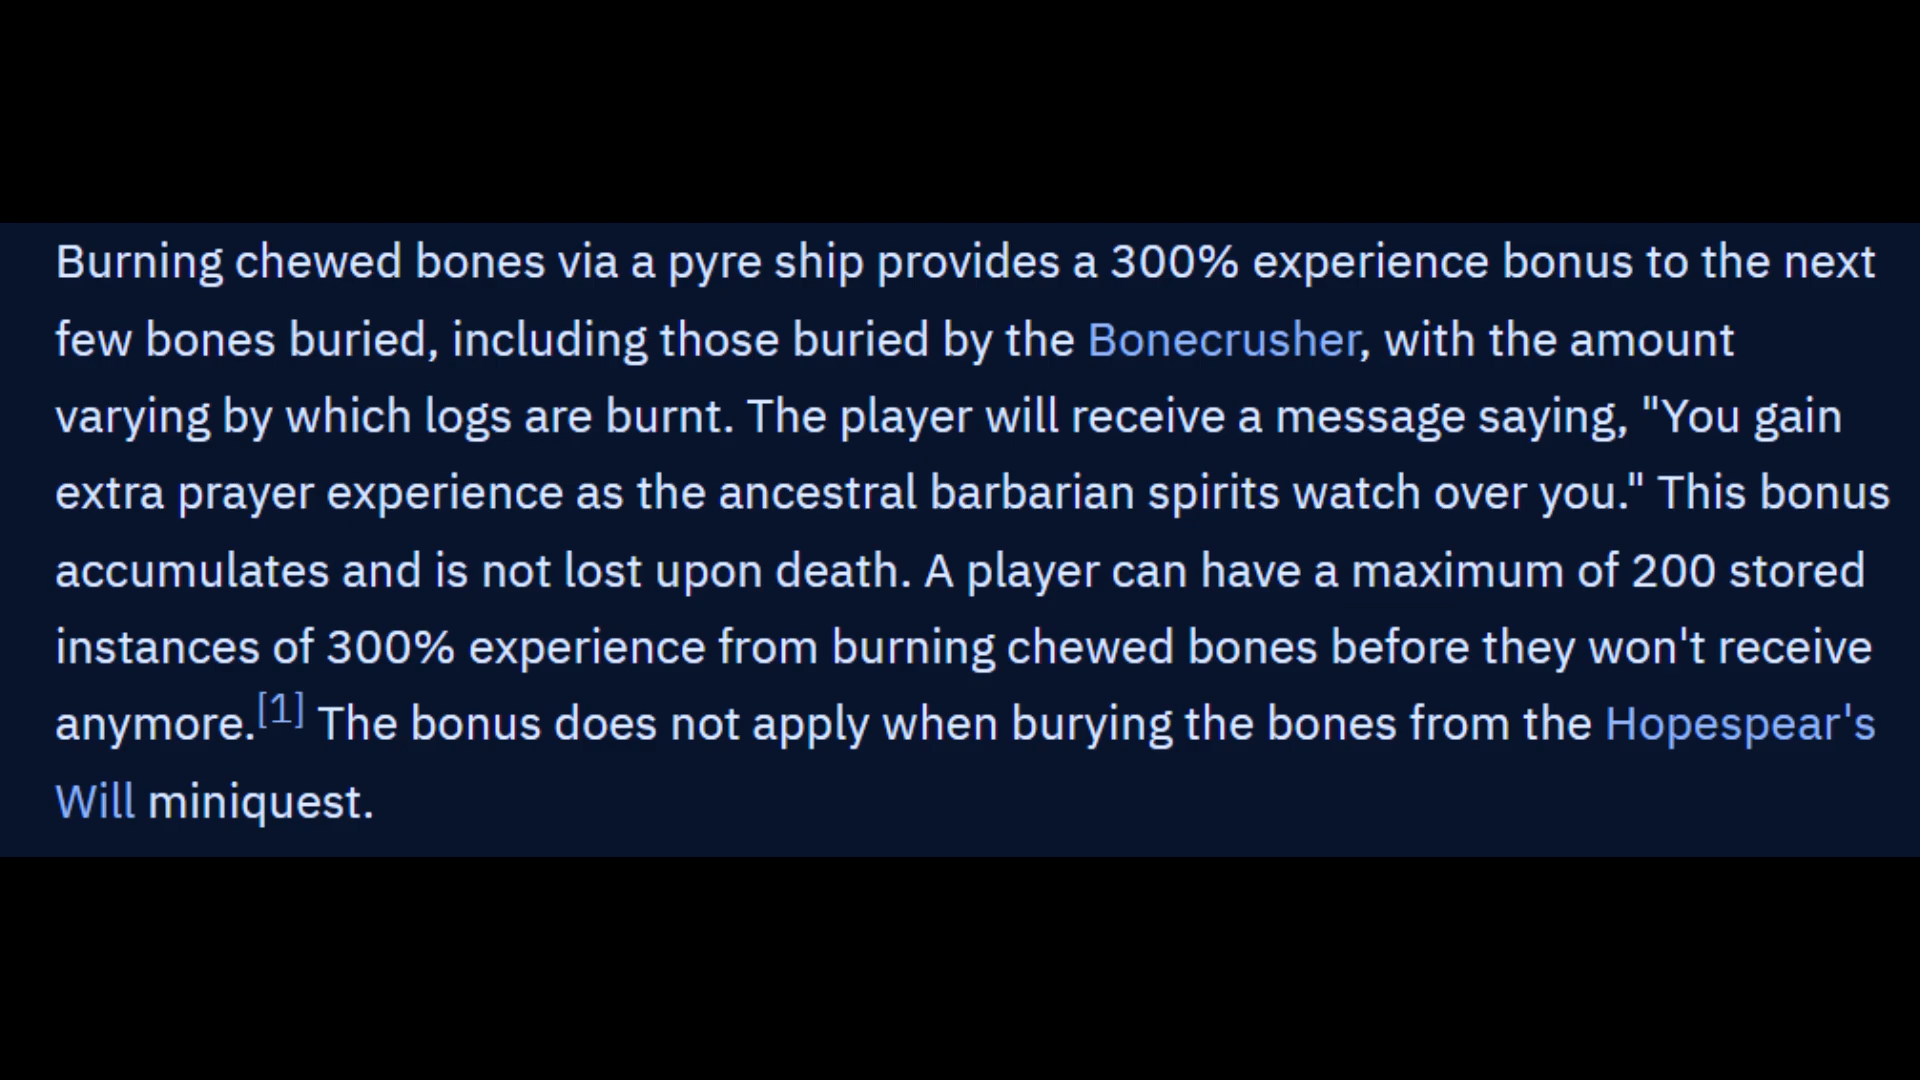 Burning chewed bones via a pyre ship provides a 300% experience bonus to the next
few bones buried, including those buried by the Bonecrusher, with the amount
varying by which logs are burnt. The player will receive a message saying, "You gain
extra prayer experience as the ancestral barbarian spirits watch over you." This bonus
accumulates and is not lost upon death. A player can have a maximum of 200 stored
instances of 300% experience from burning chewed bones before they won't receive
anymore.[1] The bonus does not apply when burying the bones from the Hopespear's
Will miniquest.